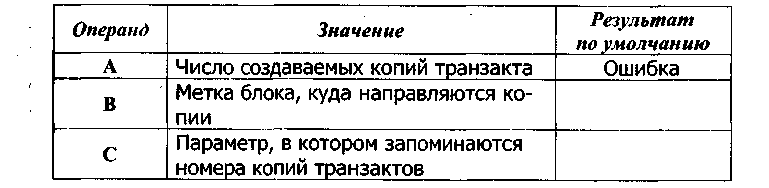 Операнд Значение Результат
по умолчанию
А Число создаваемых копий транзакта Ошибка
В Метка блока, куда направляются ко-
пии
С Параметр, в котором запоминаются
номера копий транзактов